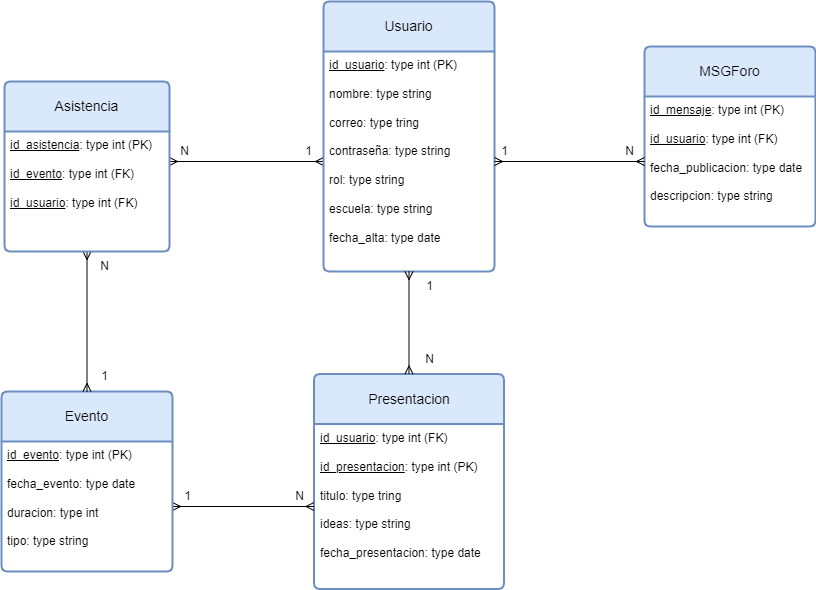 Usuario
id_usuario: type int (PK)
nombre: type string
correo: type tring
contraseña: type string
rol: type string
escuela: type string
fecha_alta: type date
MSGForo
id_mensaje: type int (PK)
id_usuario: type int (FK)
fecha_publicacion: type date
descripcion: type string
Asistencia
id_asistencia: type int (PK)
id_evento: type int (FK)
id_usuario: type int (FK)
N
1
1
N
N
1
1
N
Evento
id_evento: type int (PK)
fecha_evento: type date
duracion: type int
tipo: type string
1
N
Presentacion
id_usuario: type int (FK)
id_presentacion: type int (PK)
titulo: type tring
ideas: type string
fecha_presentacion: type date